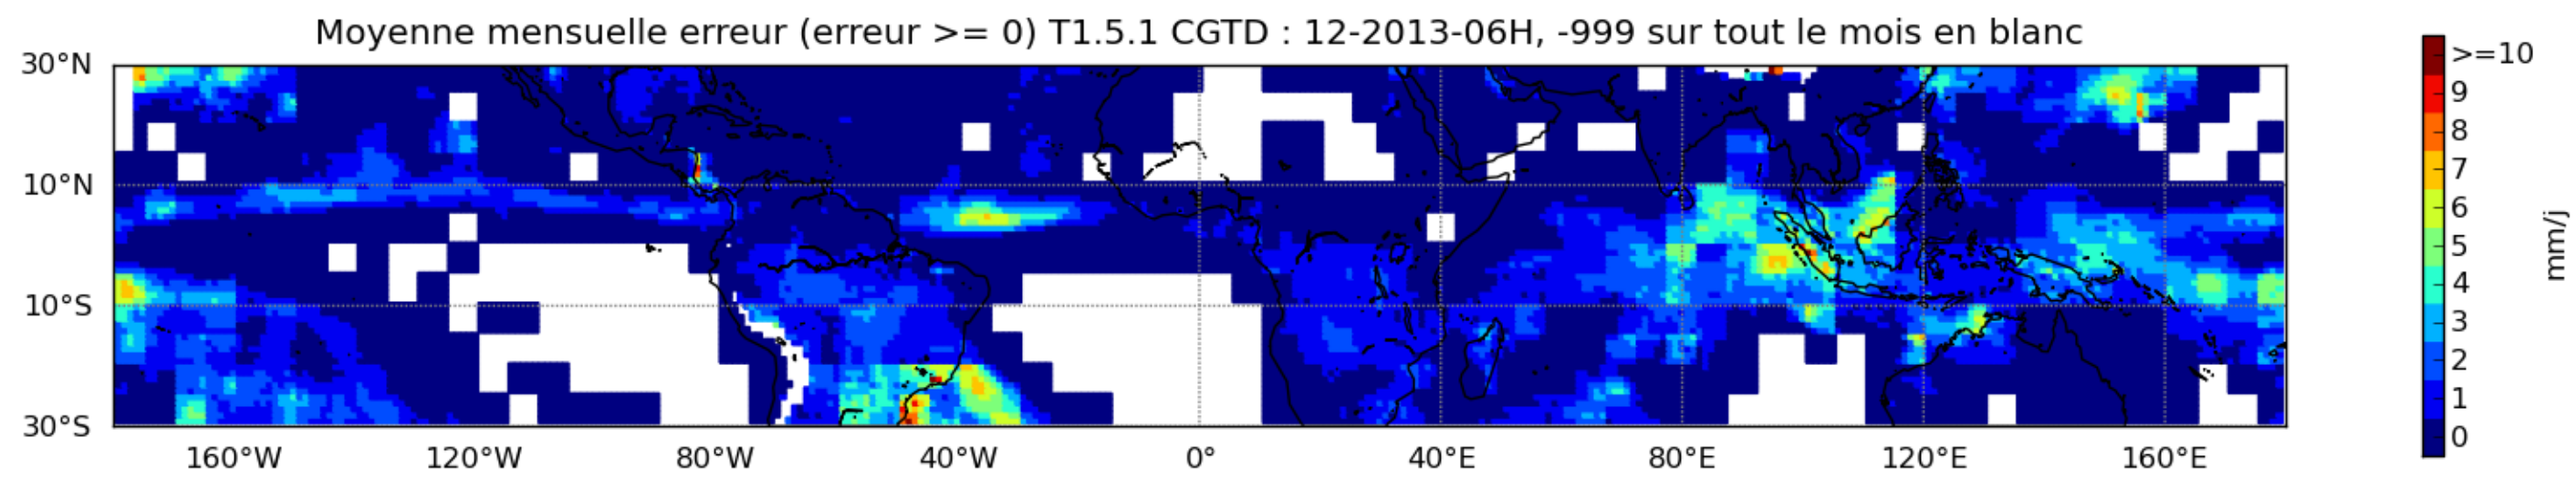 Moyenne mensuelle erreur (erreur >= 0) T1.5.1 CGTD : 12-2013-06H, -999 sur tout le mois en blanc
30°N
10°N
10°S
30°S
160°W 120°W 80°W 40°W 0° 40°E 80°E 120°E 160°E
>=10
9
8
7
6
5
4
3
2
1
0
mm/j